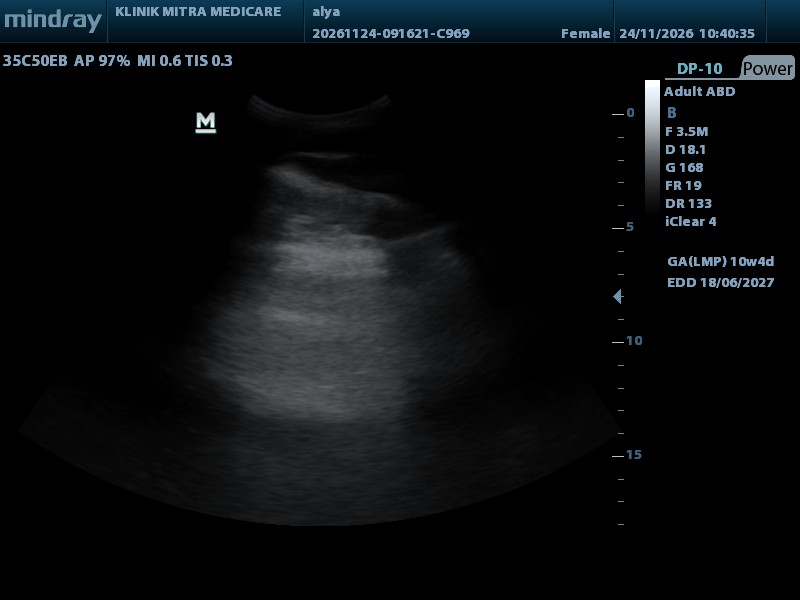 mindray
KLINIK MITRA MEDICARE
alya
20261124-091621-C969
Female
24/11/2026 10:40:35
35C50EB AP 97% MI 0.6 TIS 0.3
DP-10
Power
M
Adult ABD
B
F 3.5M
D 18.1
G 168
FR 19
DR 133
iClear 4
GA(LMP) 10w4d
EDD 18/06/2027
0
5
10
15